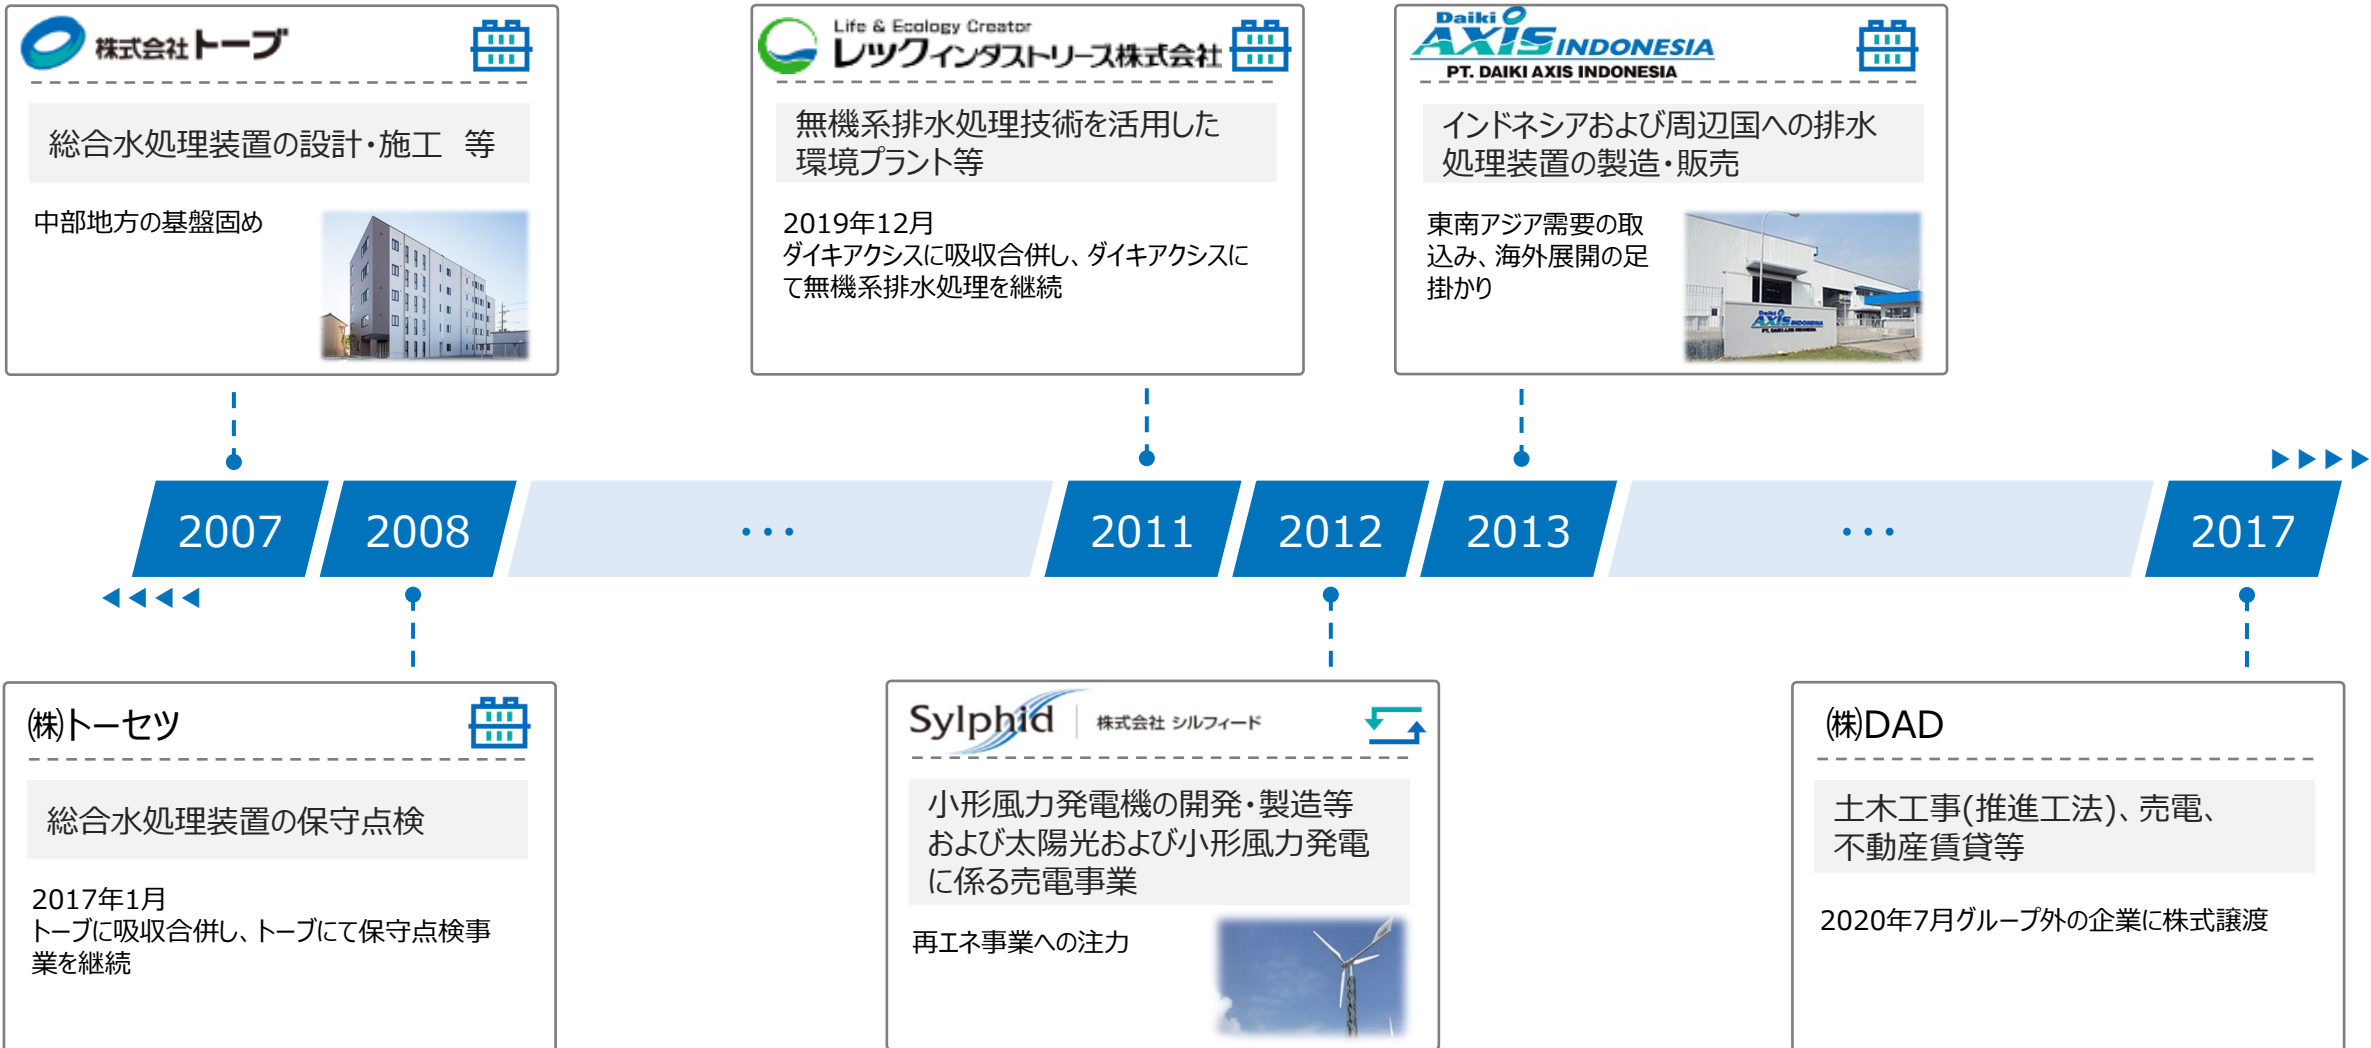 株式会社トーブ
総合水処理装置の設計・施工　等
中部地方の基盤固め
Life & Ecology Creator
レックインダストリーズ株式会社
無機系排水処理技術を活用した
環境プラント等
2019年12月
ダイキアクシスに吸収合併し、ダイキアクシスに
て無機系排水処理を継続
Daiki
AXIS INDONESIA
PT. DAIKI AXIS INDONESIA
インドネシアおよび周辺国への排水
処理装置の製造・販売
東南アジア需要の取
込み、海外展開の足
掛かり
Daiki
AXIS INDONESIA
PT. DAIKI AXIS INDONESIA
2007
2008
・・・
2011
2012
2013
・・・
2017
㈱トーセツ
総合水処理装置の保守点検
2017年1月
トーブに吸収合併し、トーブにて保守点検事
業を継続
Sylphid
株式会社 シルフィード
小形風力発電機の開発・製造等
および太陽光および小形風力発電
に係る売電事業
再エネ事業への注力
㈱DAD
土木工事(推進工法)、売電、
不動産賃貸等
2020年7月グループ外の企業に株式譲渡